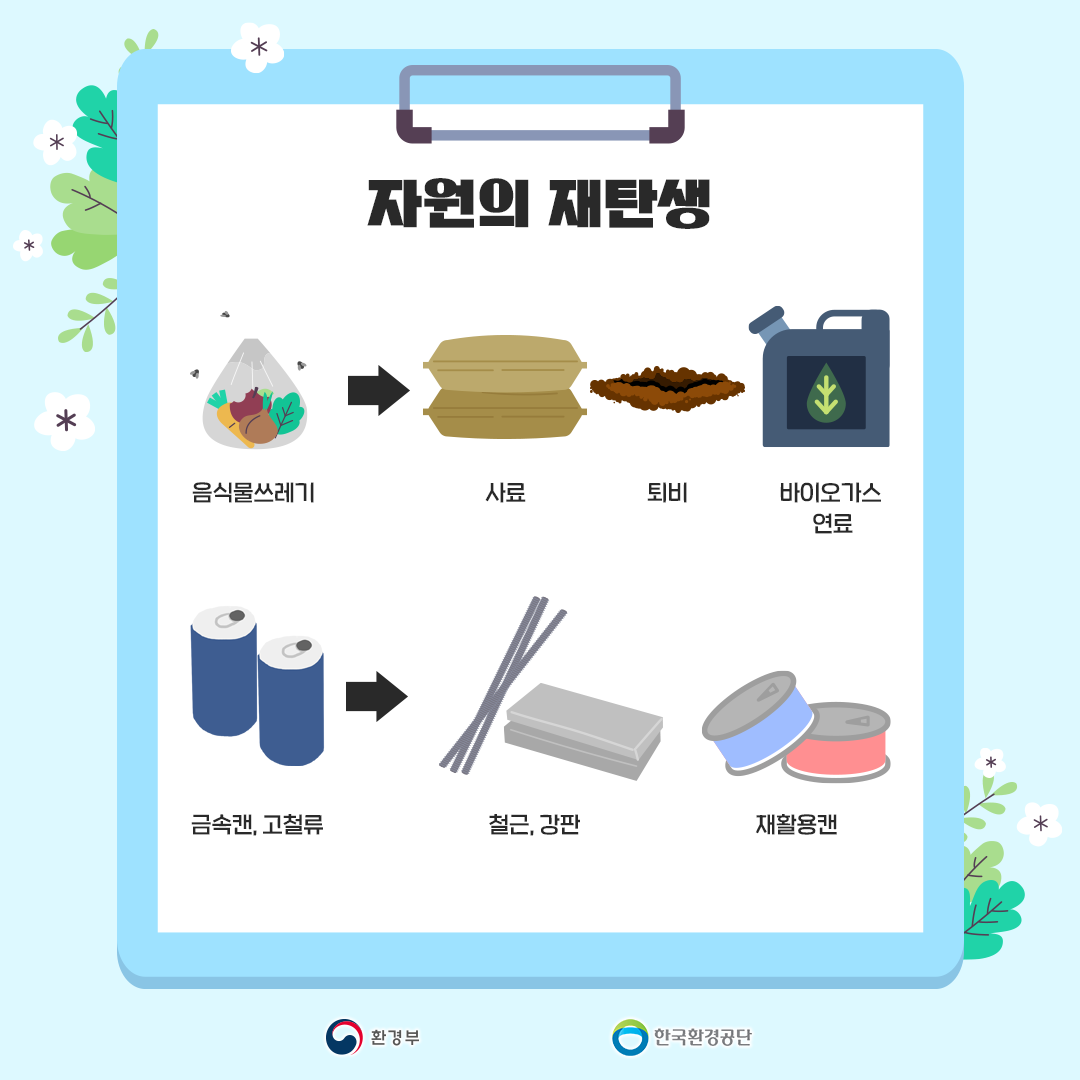 자원의 재탄생
음식물쓰레기
사료
퇴비
바이오가스
연료
금속캔, 고철류
철근, 강판
재활용캔
환경부
한국환경공단